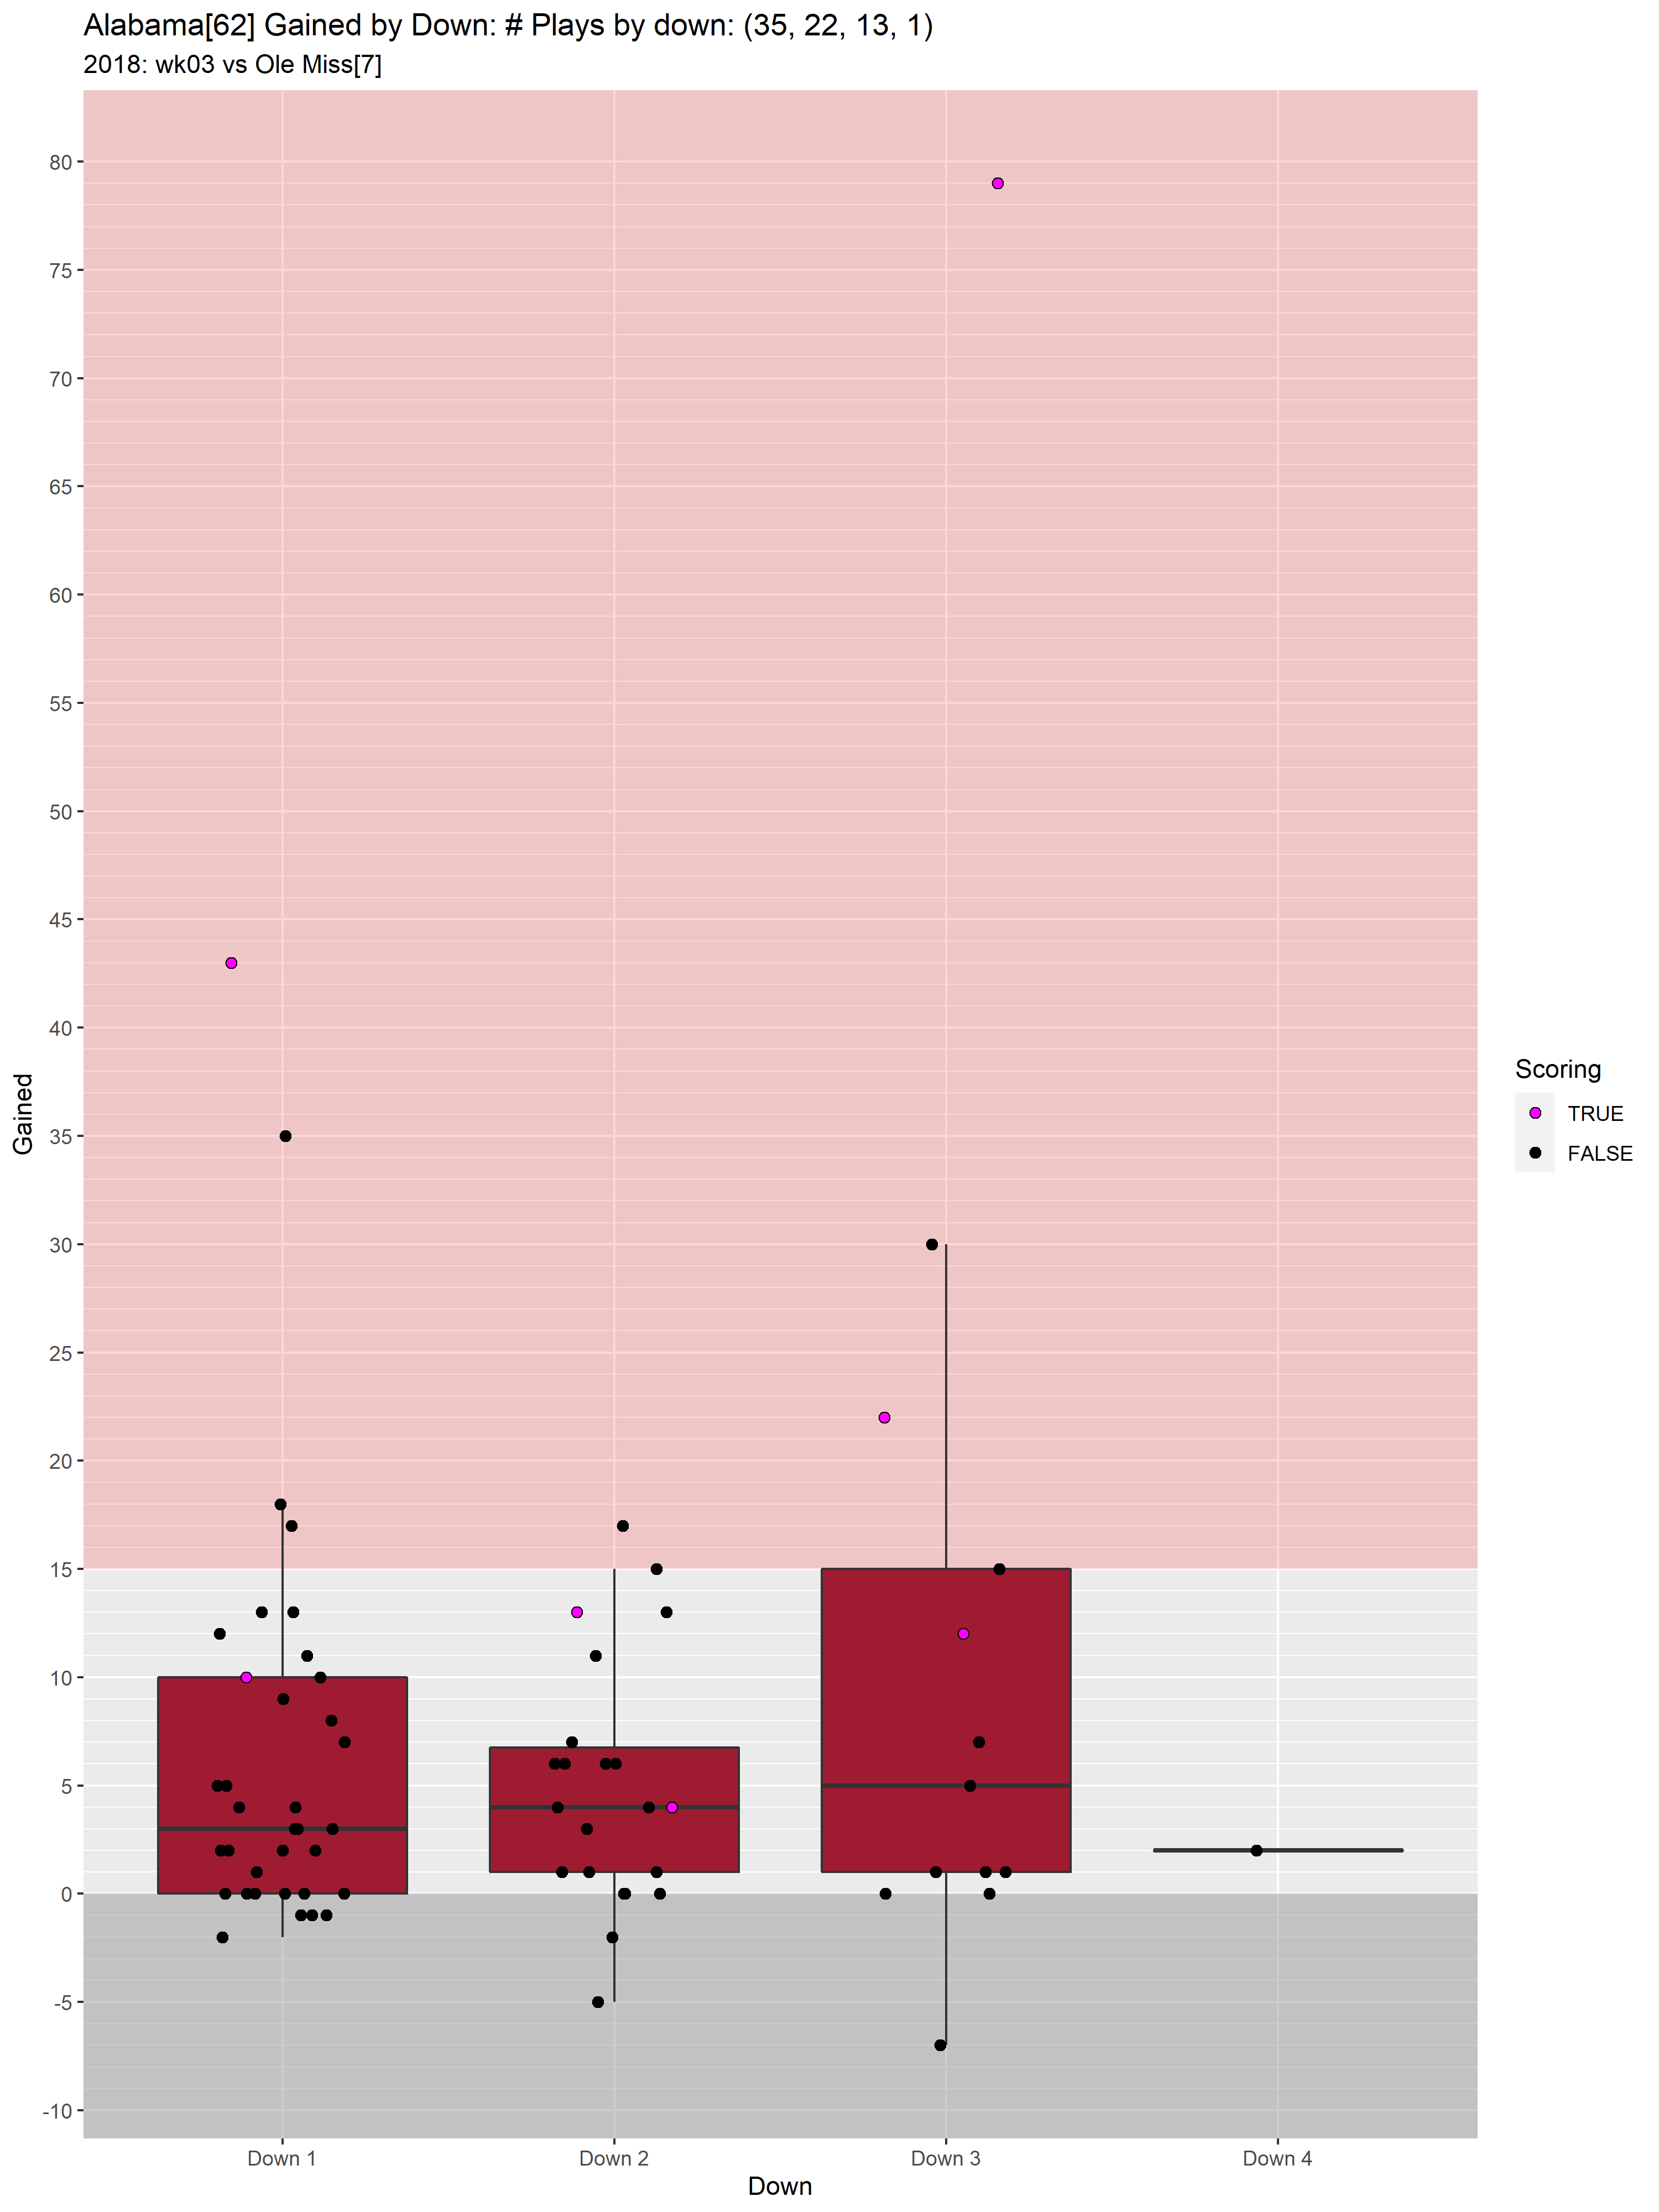 Alabama[62] Gained by Down: # Plays by down: (35, 22, 13, 1)
2018: wk03 vs Ole Miss[7]
80
75
70
65
60
55
50
45
40
35
30
25
20
15
10
5
0
-5
-10
Gained
Down 1
Down 2
Down 3
Down 4
Down
Scoring
TRUE
FALSE